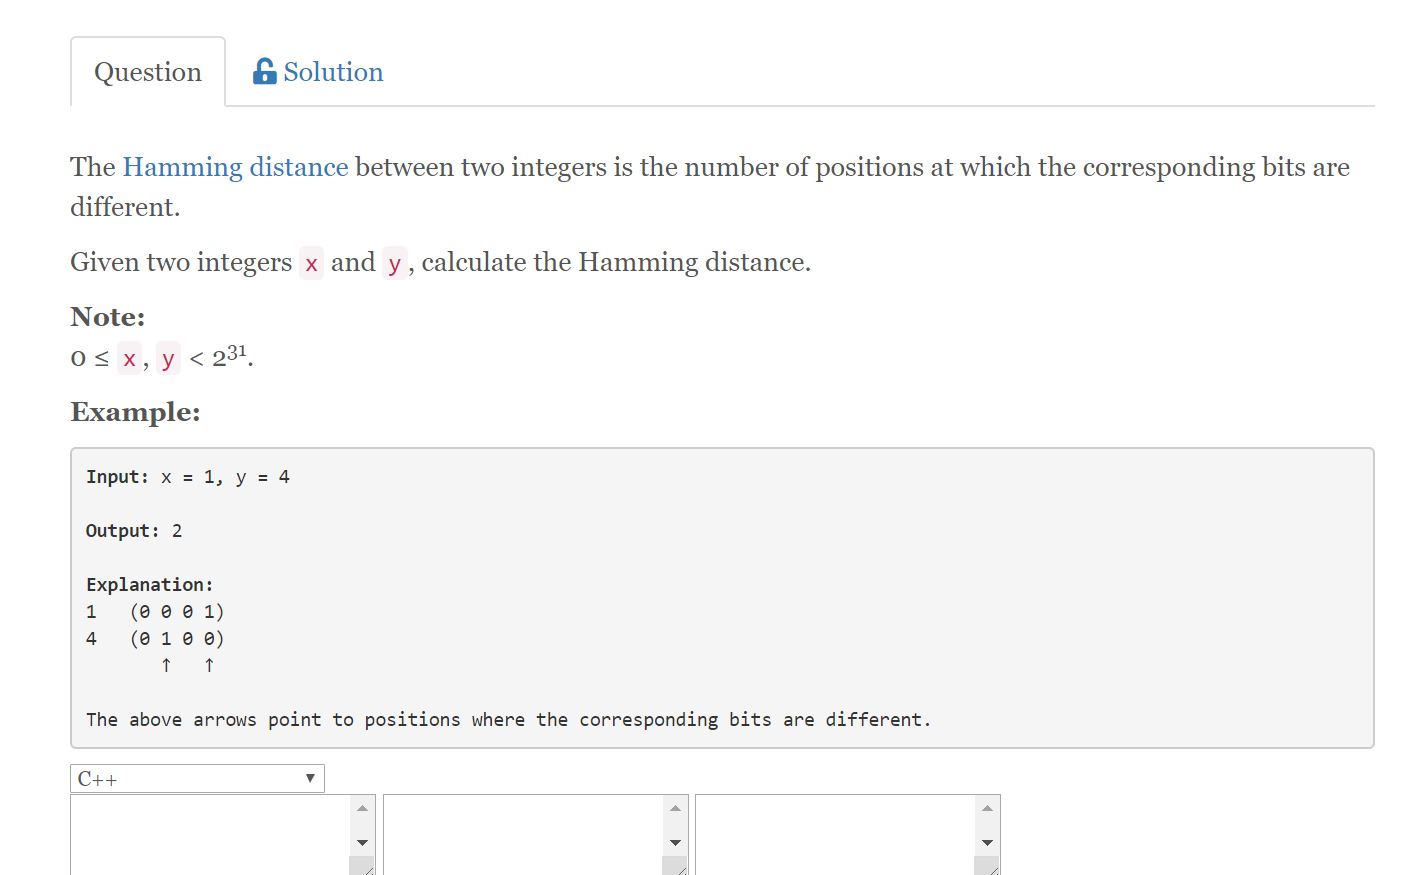 Question
Solution
The Hamming distance between two integers is the number of positions at which the corresponding bits are
different.
Given two integers x and y, calculate the Hamming distance.
Note:
0 ≤ x, y < 2³¹.
Example:
Input: x = 1, y = 4
Output: 2
Explanation:
1   (0 0 0 1)
4   (0 1 0 0)
       ↑   ↑
The above arrows point to positions where the corresponding bits are different.
C++